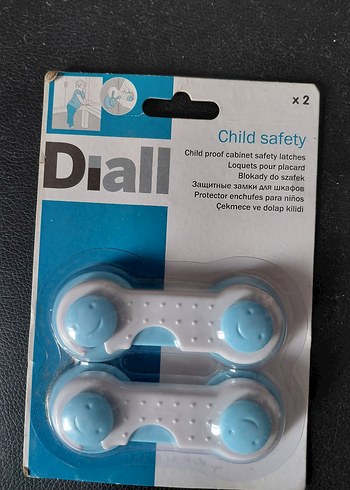 x 2
Child safety
Diall
Child proof cabinet safety latches
Loquets pour placard
Blokady do szafek
Защитные замки для шкафов
Protector enchufes para niños
Çekmece ve dolap kilidi